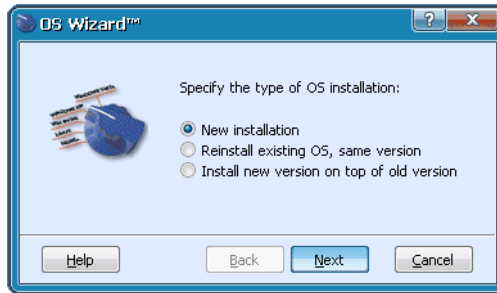 OS Wizard™
Specify the type of OS installation:
New installation
Reinstall existing OS, same version
Install new version on top of old version
Help
Back
Next
Cancel